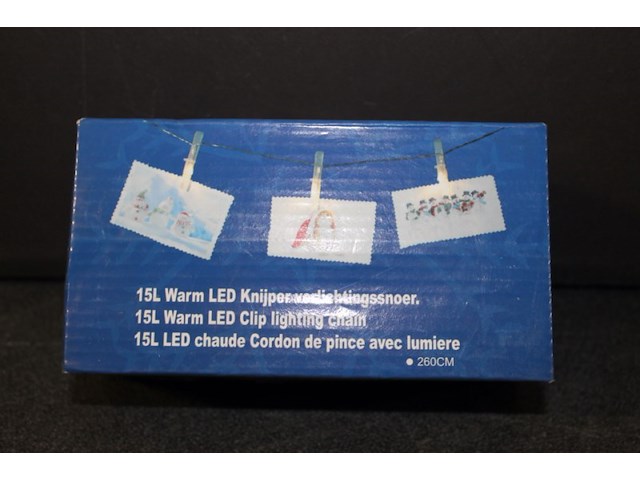 15L Warm LED Knijper verlichtingssnoer.
15L Warm LED Clip lighting chain
15L LED chaude Cordon de pince avec lumiere
● 260CM